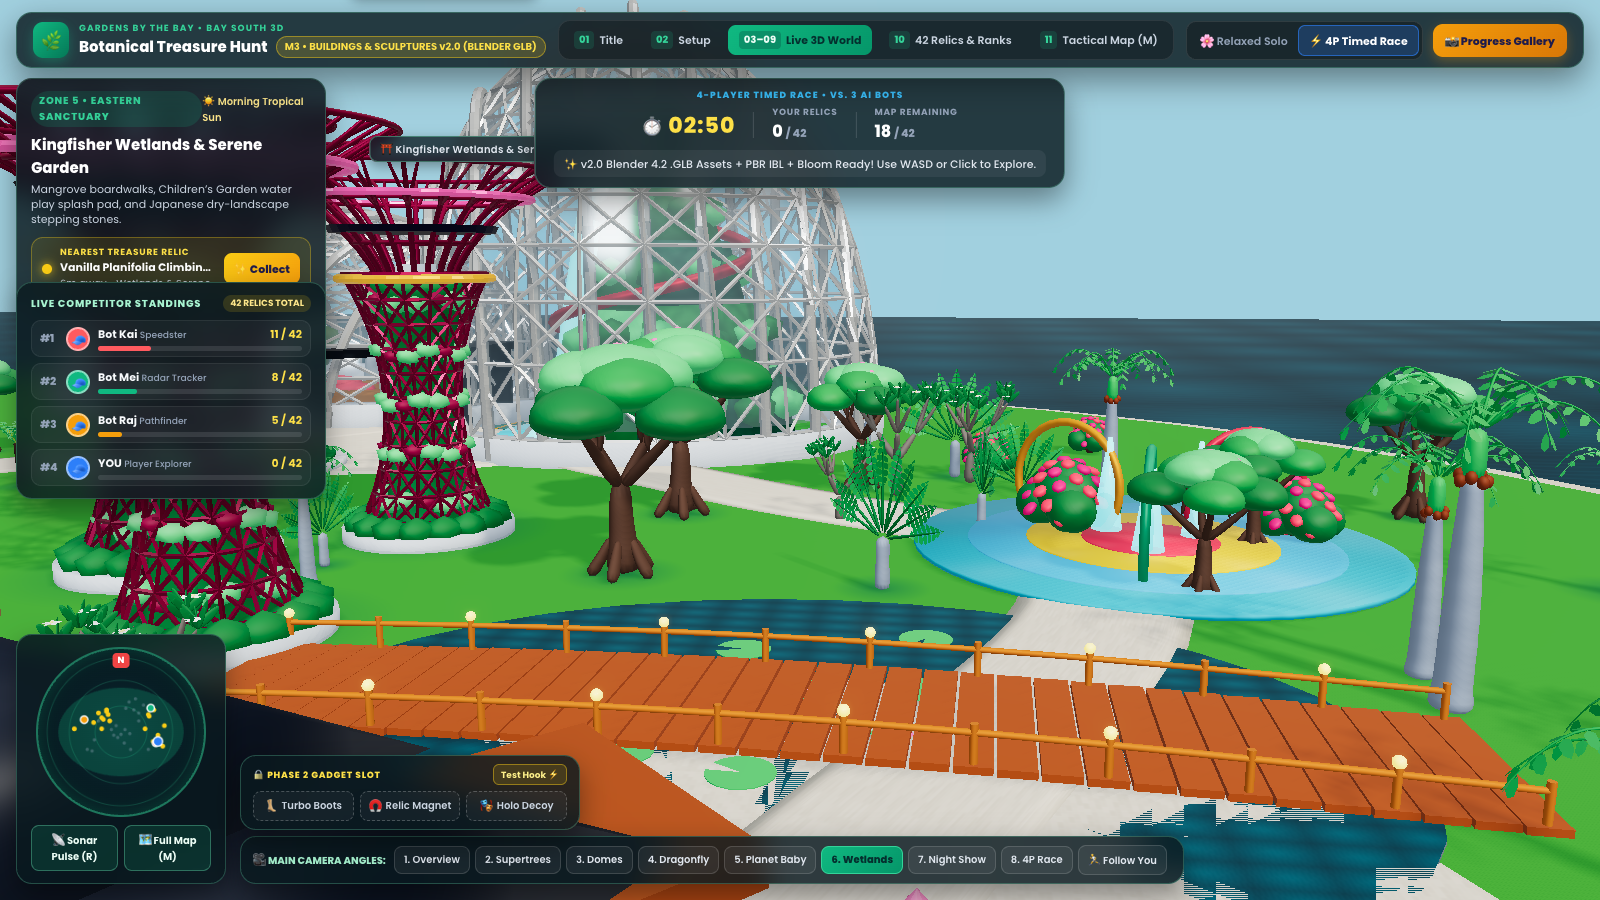 GARDENS BY THE BAY • BAY SOUTH 3D
Botanical Treasure Hunt
M3 • BUILDINGS & SCULPTURES v2.0 (BLENDER GLB)
01 Title
02 Setup
03–09 Live 3D World
10 42 Relics & Ranks
11 Tactical Map (M)
Relaxed Solo
4P Timed Race
Progress Gallery
ZONE 5 • EASTERN
SANCTUARY
Morning Tropical
Sun
Kingfisher Wetlands & Serene
Garden
Mangrove boardwalks, Children's Garden water
play splash pad, and Japanese dry-landscape
stepping stones.
NEAREST TREASURE RELIC
Vanilla Planifolia Climbin...
Collect
Kingfisher Wetlands & Ser
4-PLAYER TIMED RACE • VS. 3 AI BOTS
02:50
YOUR RELICS
0 / 42
MAP REMAINING
18 / 42
v2.0 Blender 4.2 .GLB Assets + PBR IBL + Bloom Ready! Use WASD or Click to Explore.
LIVE COMPETITOR STANDINGS
42 RELICS TOTAL
#1 Bot Kai Speedster 11 / 42
#2 Bot Mei Radar Tracker 8 / 42
#3 Bot Raj Pathfinder 5 / 42
#4 YOU Player Explorer 0 / 42
N
Sonar
Pulse (R)
Full Map
(M)
PHASE 2 GADGET SLOT
Test Hook
Turbo Boots
Relic Magnet
Holo Decoy
MAIN CAMERA ANGLES:
1. Overview
2. Supertrees
3. Domes
4. Dragonfly
5. Planet Baby
6. Wetlands
7. Night Show
8. 4P Race
Follow You